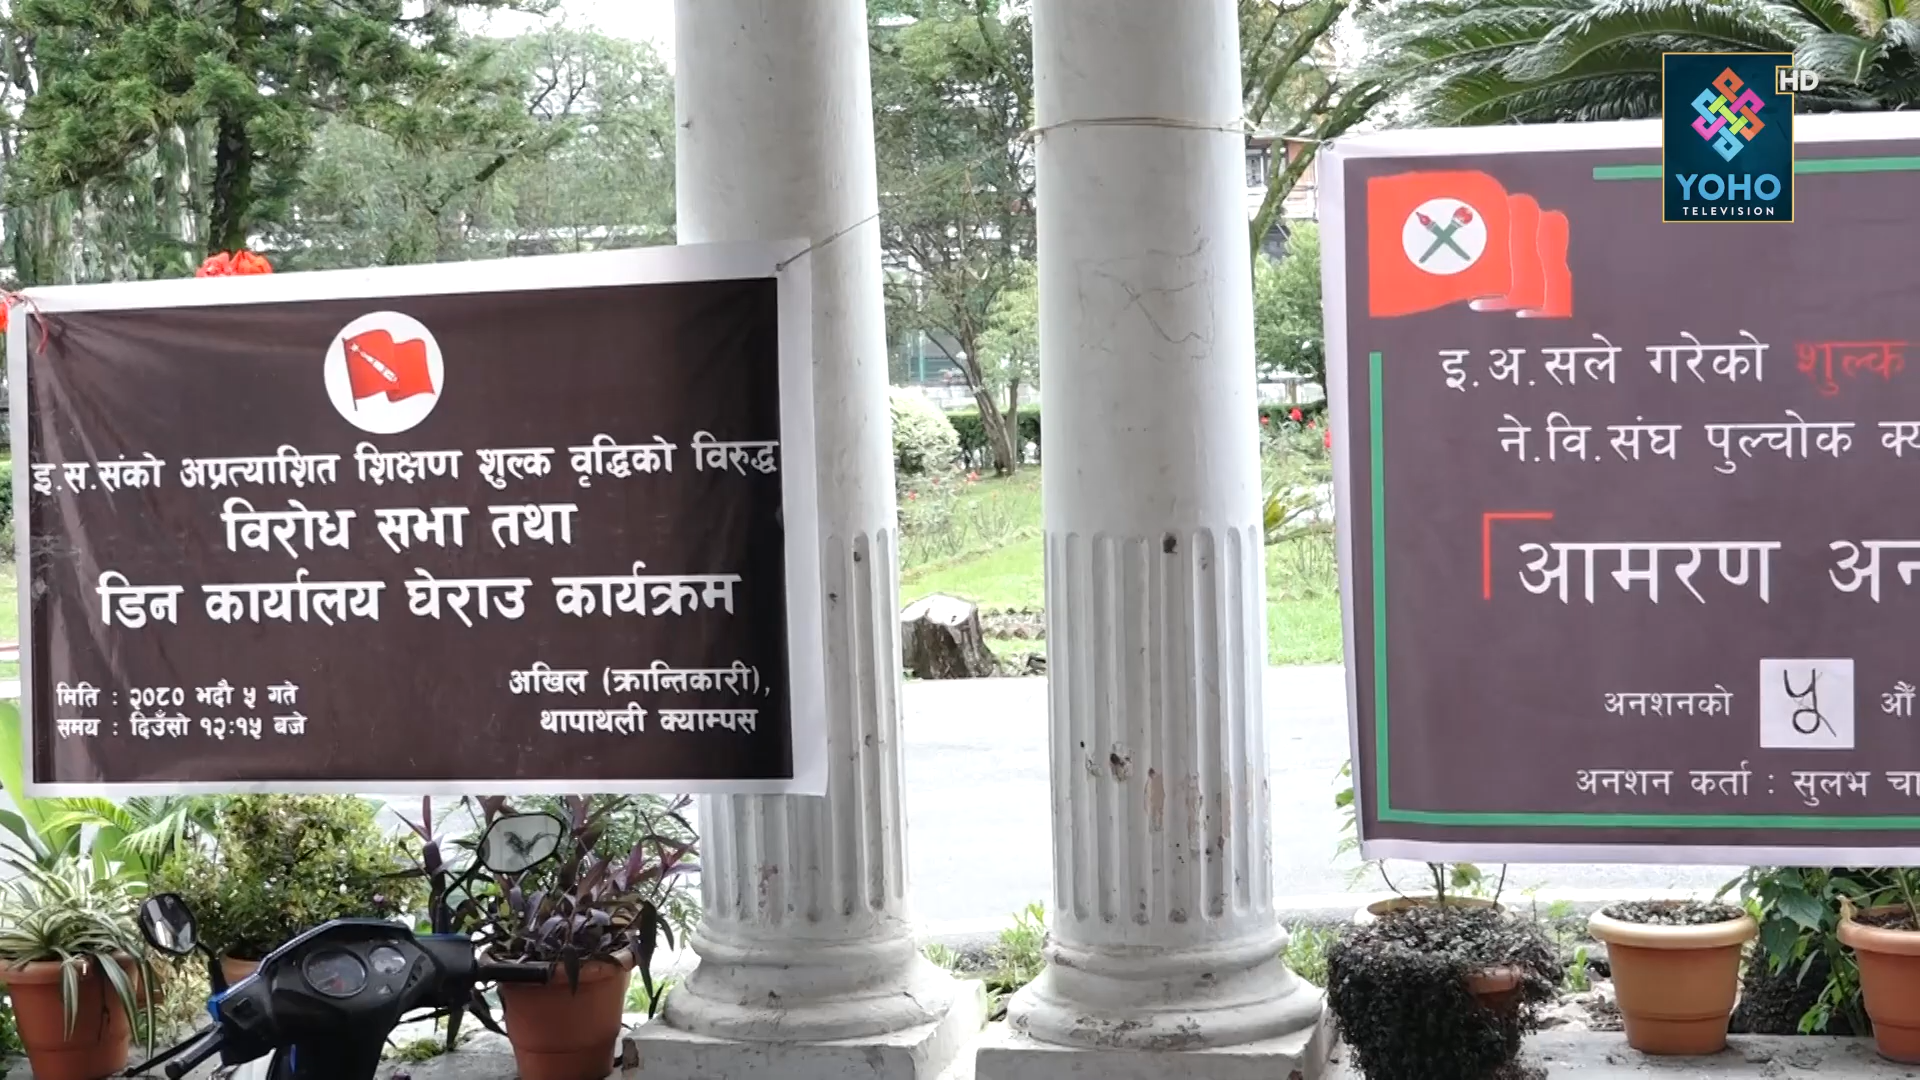 इ.स.संको अप्रत्याशित शिक्षण शुल्क वृद्धिको विरुद्ध
विरोध सभा तथा
डिन कार्यालय घेराउ कार्यक्रम
मिति : २०८० भदौ ५ गते
समय : दिउँसो १२:१५ बजे
अखिल (क्रान्तिकारी),
थापाथली क्याम्पस
इ.अ.सले गरेको शुल्क
ने.वि.संघ पुल्चोक
आमरण
अनशनको ५ औँ
अनशन कर्ता : सुलभ
HD
YOHO
TELEVISION